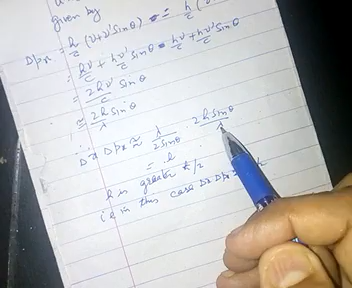 given by
Δpx = h/c (ν+ν' sinθ) - h/c (ν
= hν/c + hν'/c sinθ - hν/c + hν'/c sinθ
= 2hν'/c sinθ
≈ 2h sinθ/λ
∴ Δx Δpx ≈ λ/2sinθ · 2h sinθ/λ
= h
h is greater ħ/2
in this case Δx Δpx